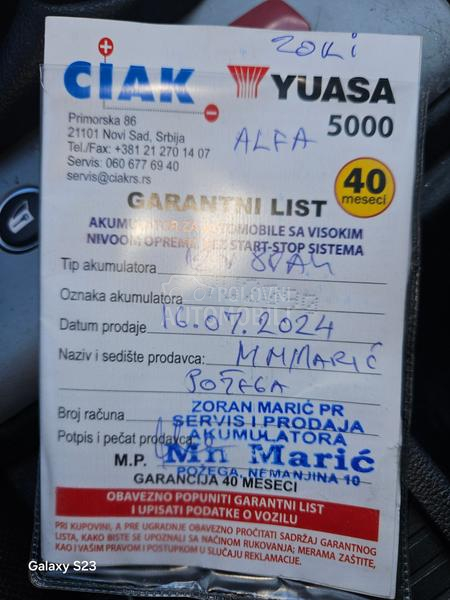 ZOKI
CIAK YUASA
5000
Primorska 86
21101 Novi Sad, Srbija
Tel./Fax: +381 21 270 14 07
Servis: 060 677 69 40
servis@ciakrs.rs
ALFA
40
meseci
GARANTNI LIST
AKUMULATOR ZA AUTOMOBILE SA VISOKIM
NIVOOM OPREME BEZ START-STOP SISTEMA
Tip akumulatora
Oznaka akumulatora
POLOVNI
AUTOMOBILI
Datum prodaje 16.07.2024
Naziv i sedište prodavca: MM MARIĆ
POŽEGA
Broj računa
ZORAN MARIĆ PR
SERVIS I PRODAJA
AKUMULATORA
Potpis i pečat prodavca
M.P. Mn Marić
POŽEGA, NEMANJINA 10
GARANCIJA 40 MESECI
OBAVEZNO POPUNITI GARANTNI LIST
I UPISATI PODATKE O VOZILU
PRI KUPOVINI, A PRE UGRADNJE OBAVEZNO PROČITATI SADRŽAJ GARANTNOG
LISTA, KAKO BISTE SE UPOZNALI SA NAČINOM RUKOVANJA; MERAMA ZAŠTITE,
KAO I VAŠIM PRAVOM I POSTUPKOM U SLUČAJU REKLAMACIJE.
Galaxy S23